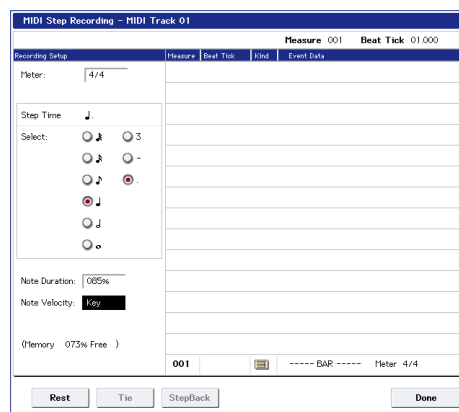 MIDI Step Recording - MIDI Track 01
Measure 001 Beat Tick 01.000
Recording Setup Measure Beat Tick Kind Event Data
Meter: 4/4
Step Time ♩.
Select: 3
-
.
Note Duration: 085%
Note Velocity: Key
(Memory 073% Free )
001 ----- BAR ----- Meter 4/4
Rest Tie StepBack Done